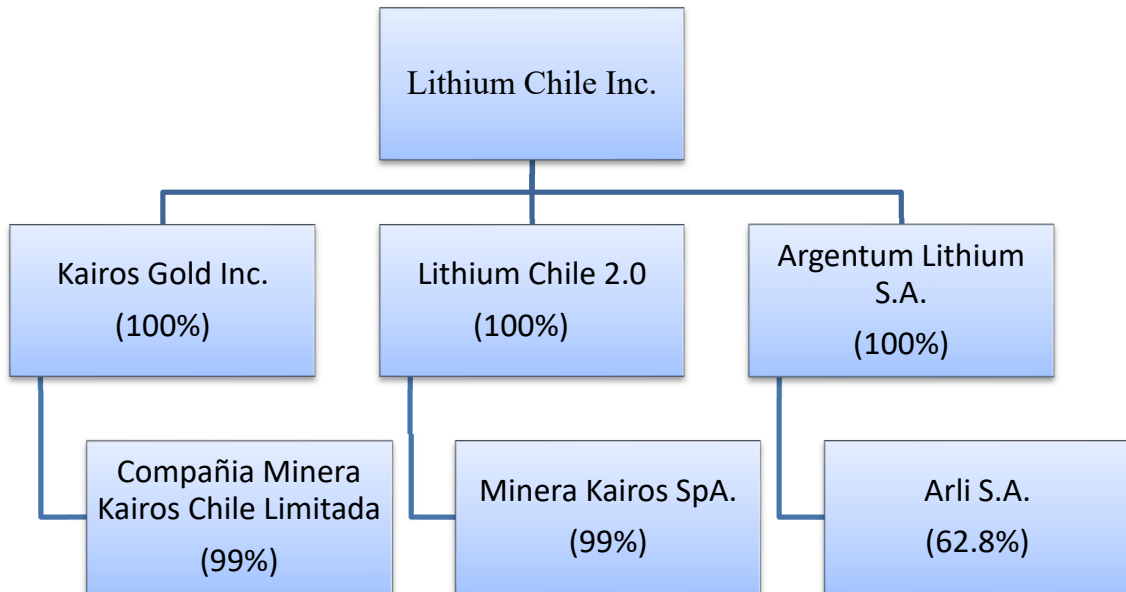 Lithium Chile Inc.
Kairos Gold Inc.
(100%)
Lithium Chile 2.0
(100%)
Argentum Lithium
S.A.
(100%)
Compañia Minera
Kairos Chile Limitada
(99%)
Minera Kairos SpA.
(99%)
Arli S.A.
(62.8%)